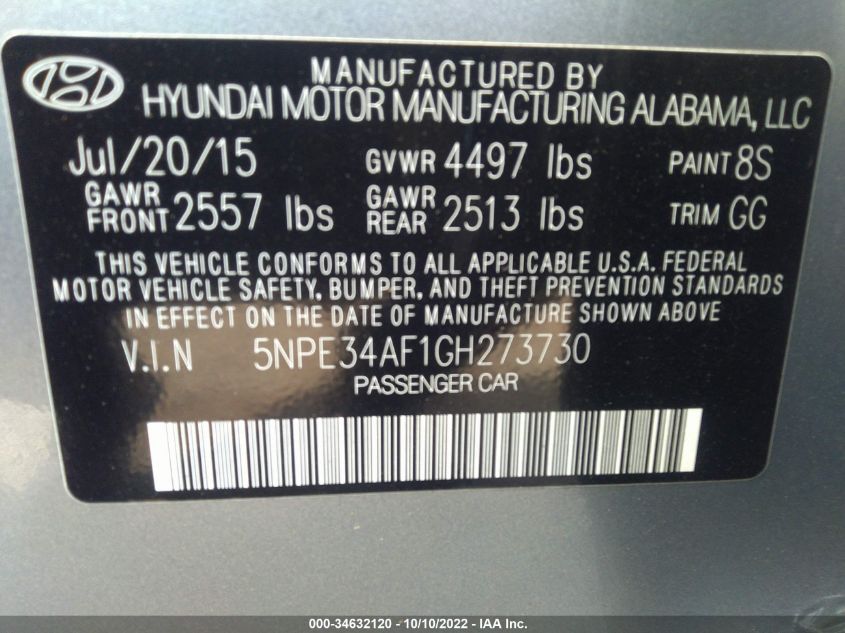 MANUFACTURED BY
HYUNDAI MOTOR MANUFACTURING ALABAMA, LLC
Jul/20/15 GVWR 4497 lbs PAINT 8S
GAWR FRONT 2557 lbs GAWR REAR 2513 lbs TRIM GG
THIS VEHICLE CONFORMS TO ALL APPLICABLE U.S.A. FEDERAL
MOTOR VEHICLE SAFETY, BUMPER, AND THEFT PREVENTION STANDARDS
IN EFFECT ON THE DATE OF MANUFACTURE SHOWN ABOVE
V.I.N 5NPE34AF1GH273730
PASSENGER CAR
000-34632120 - 10/10/2022 - IAA Inc.